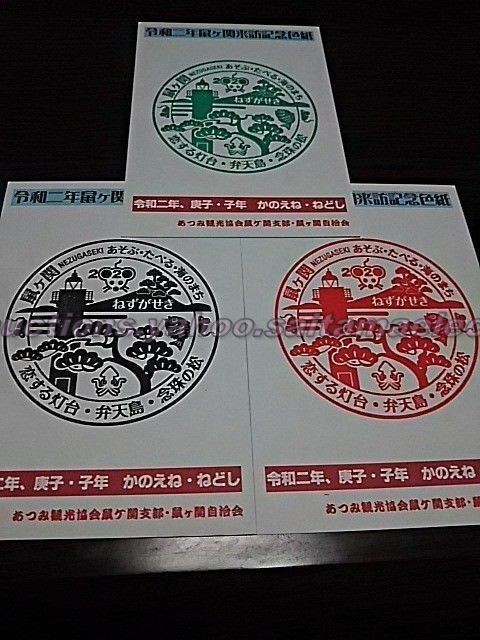 令和二年鼠ヶ関来訪記念色紙
鼠ヶ関 NEZUGASEKI あそぶ・たべる・海のまち
2020
ねずがせき
恋する灯台・弁天島・念珠の松
令和二年、庚子・子年 かのえね・ねどし
あつみ観光協会鼠ケ関支部・鼠ヶ関自治会
令和二年鼠ヶ関
鼠ヶ関 NEZUGASEKI あそぶ・たべる・海のまち
2020
ねずがせき
恋する灯台・弁天島・念珠の松
二年、庚子・子年 かのえね・ねどし
あつみ観光協会鼠ケ関支部・鼠ヶ関自治会
来訪記念色紙
鼠ヶ関 NEZUGASEKI あそぶ・たべる・海のまち
2020
ねずがせき
恋する灯台・弁天島・念珠の松
令和二年、庚子・子年 かのえね・
あつみ観光協会鼠ケ関支部・鼠